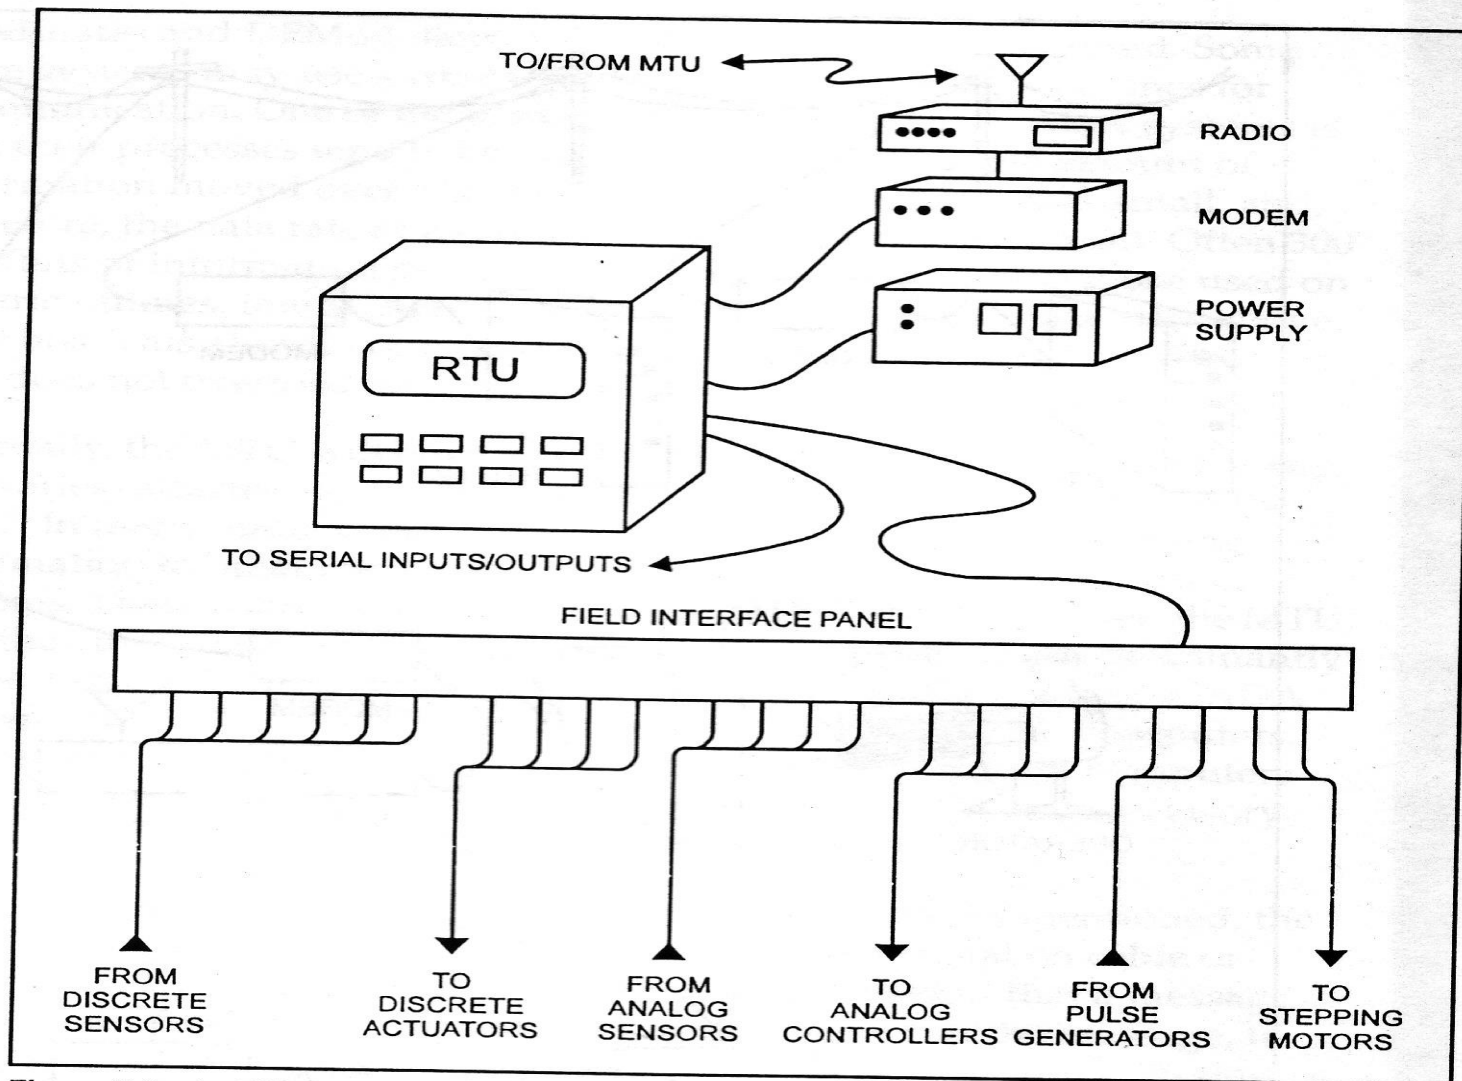 TO/FROM MTU
RADIO
MODEM
POWER
SUPPLY
RTU
TO SERIAL INPUTS/OUTPUTS
FIELD INTERFACE PANEL
FROM
DISCRETE
SENSORS
TO
DISCRETE
ACTUATORS
FROM
ANALOG
SENSORS
TO
ANALOG
CONTROLLERS
FROM
PULSE
GENERATORS
TO
STEPPING
MOTORS